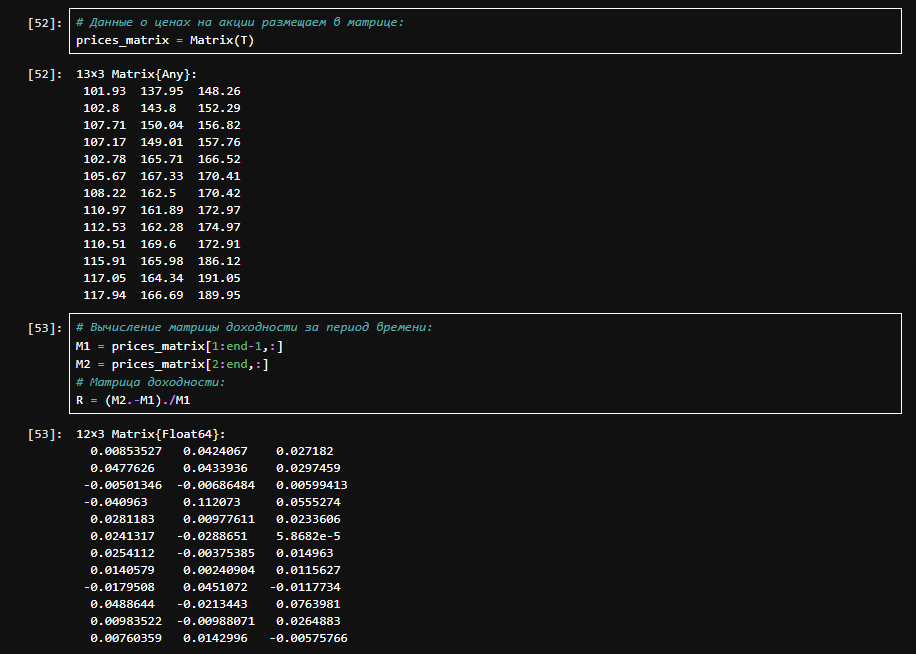 [52]: # Данные о ценах на акции размещаем в матрице:
prices_matrix = Matrix(T)
[52]: 13×3 Matrix{Any}:
101.93 137.95 148.26
102.8 143.8 152.29
107.71 150.04 156.82
107.17 149.01 157.76
102.78 165.71 166.52
105.67 167.33 170.41
108.22 162.5 170.42
110.97 161.89 172.97
112.53 162.28 174.97
110.51 169.6 172.91
115.91 165.98 186.12
117.05 164.34 191.05
117.94 166.69 189.95
[53]: # Вычисление матрицы доходности за период времени:
M1 = prices_matrix[1:end-1,:]
M2 = prices_matrix[2:end,:]
# Матрица доходности:
R = (M2.-M1)./M1
[53]: 12×3 Matrix{Float64}:
0.00853527 0.0424067 0.027182
0.0477626 0.0433936 0.0297459
-0.00501346 -0.00686484 0.00599413
-0.040963 0.112073 0.0555274
0.0281183 0.00977611 0.0233606
0.0241317 -0.0288651 5.8682e-5
0.0254112 -0.00375385 0.014963
0.0140579 0.00240904 0.0115627
-0.0179508 0.0451072 -0.0117734
0.0488644 -0.0213443 0.0763981
0.00983522 -0.00988071 0.0264883
0.00760359 0.0142996 -0.00575766